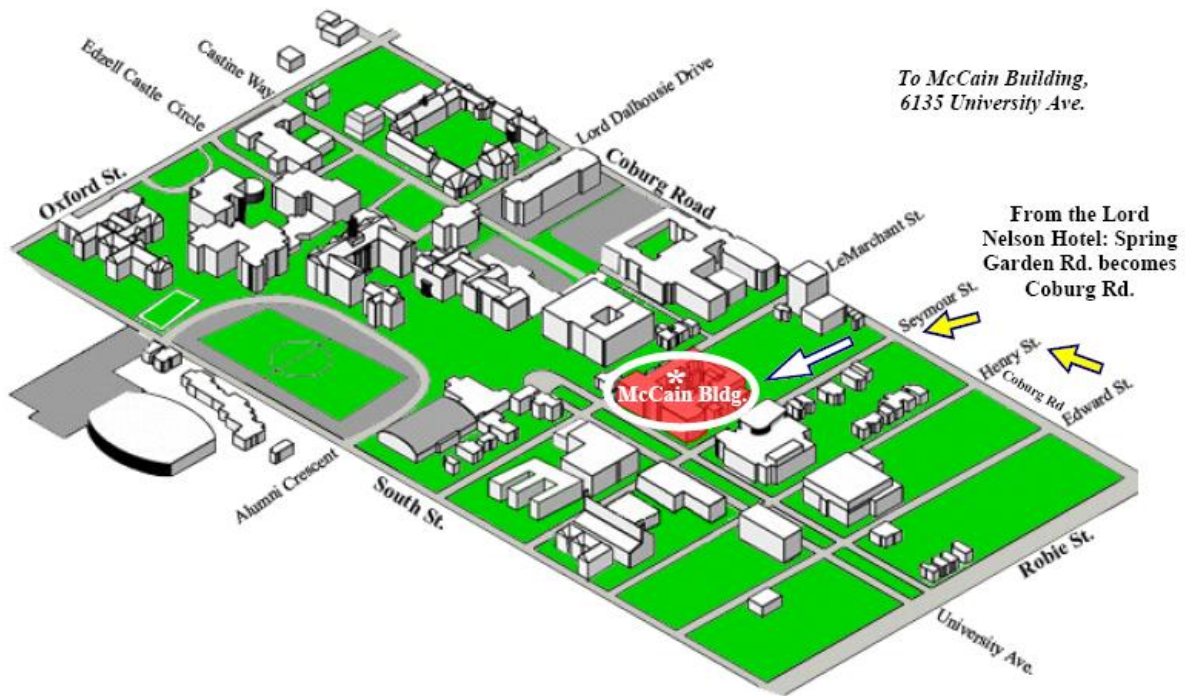 To McCain Building,
6135 University Ave.
Castine Way
Edzell Castle Circle
Lord Dalhousie Drive
Oxford St.
Coburg Road
LeMarchant St.
From the Lord
Nelson Hotel: Spring
Garden Rd. becomes
Coburg Rd.
Seymour St.
Henry St.
Coburg Rd
Edward St.
*
McCain Bldg.
Alumni Crescent
South St.
Robie St.
University Ave.